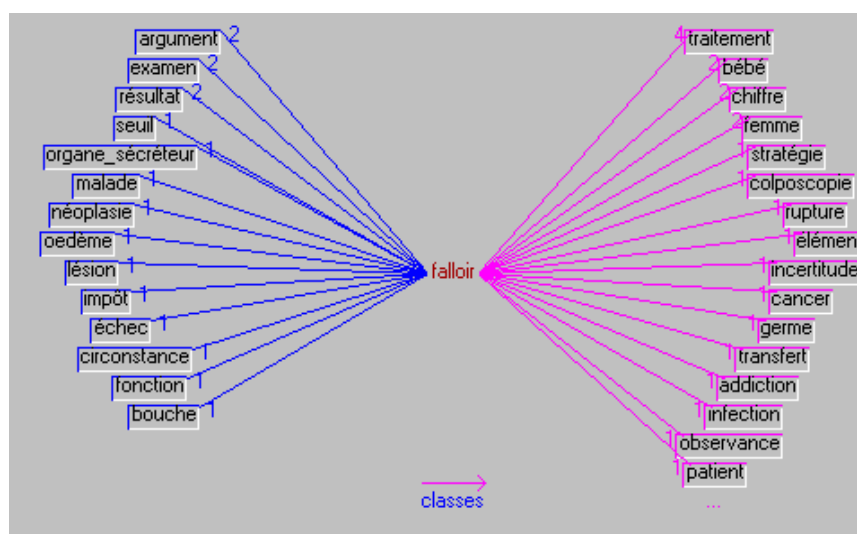 argument 2
examen 2
résultat 2
seuil 1
organe_sécréteur 1
malade 1
néoplasie 1
oedème 1
lésion 1
impôt 1
échec 1
circonstance 1
fonction 1
bouche 1
falloir
4 traitement
2 bébé
2 chiffre
2 femme
1 stratégie
1 colposcopie
1 rupture
1 élémen
1 incertitude
1 cancer
1 germe
1 transfert
1 addiction
1 infection
1 observance
1 patient
...
classes